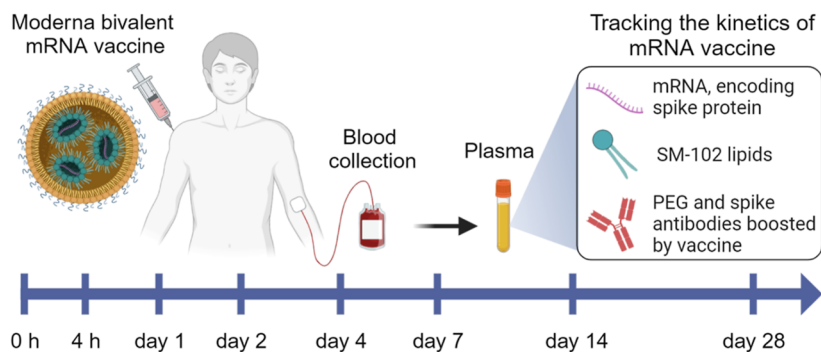 Moderna bivalent
mRNA vaccine
Blood
collection
Plasma
Tracking the kinetics of
mRNA vaccine
mRNA, encoding
spike protein
SM-102 lipids
PEG and spike
antibodies boosted
by vaccine
0 h
4 h
day 1
day 2
day 4
day 7
day 14
day 28